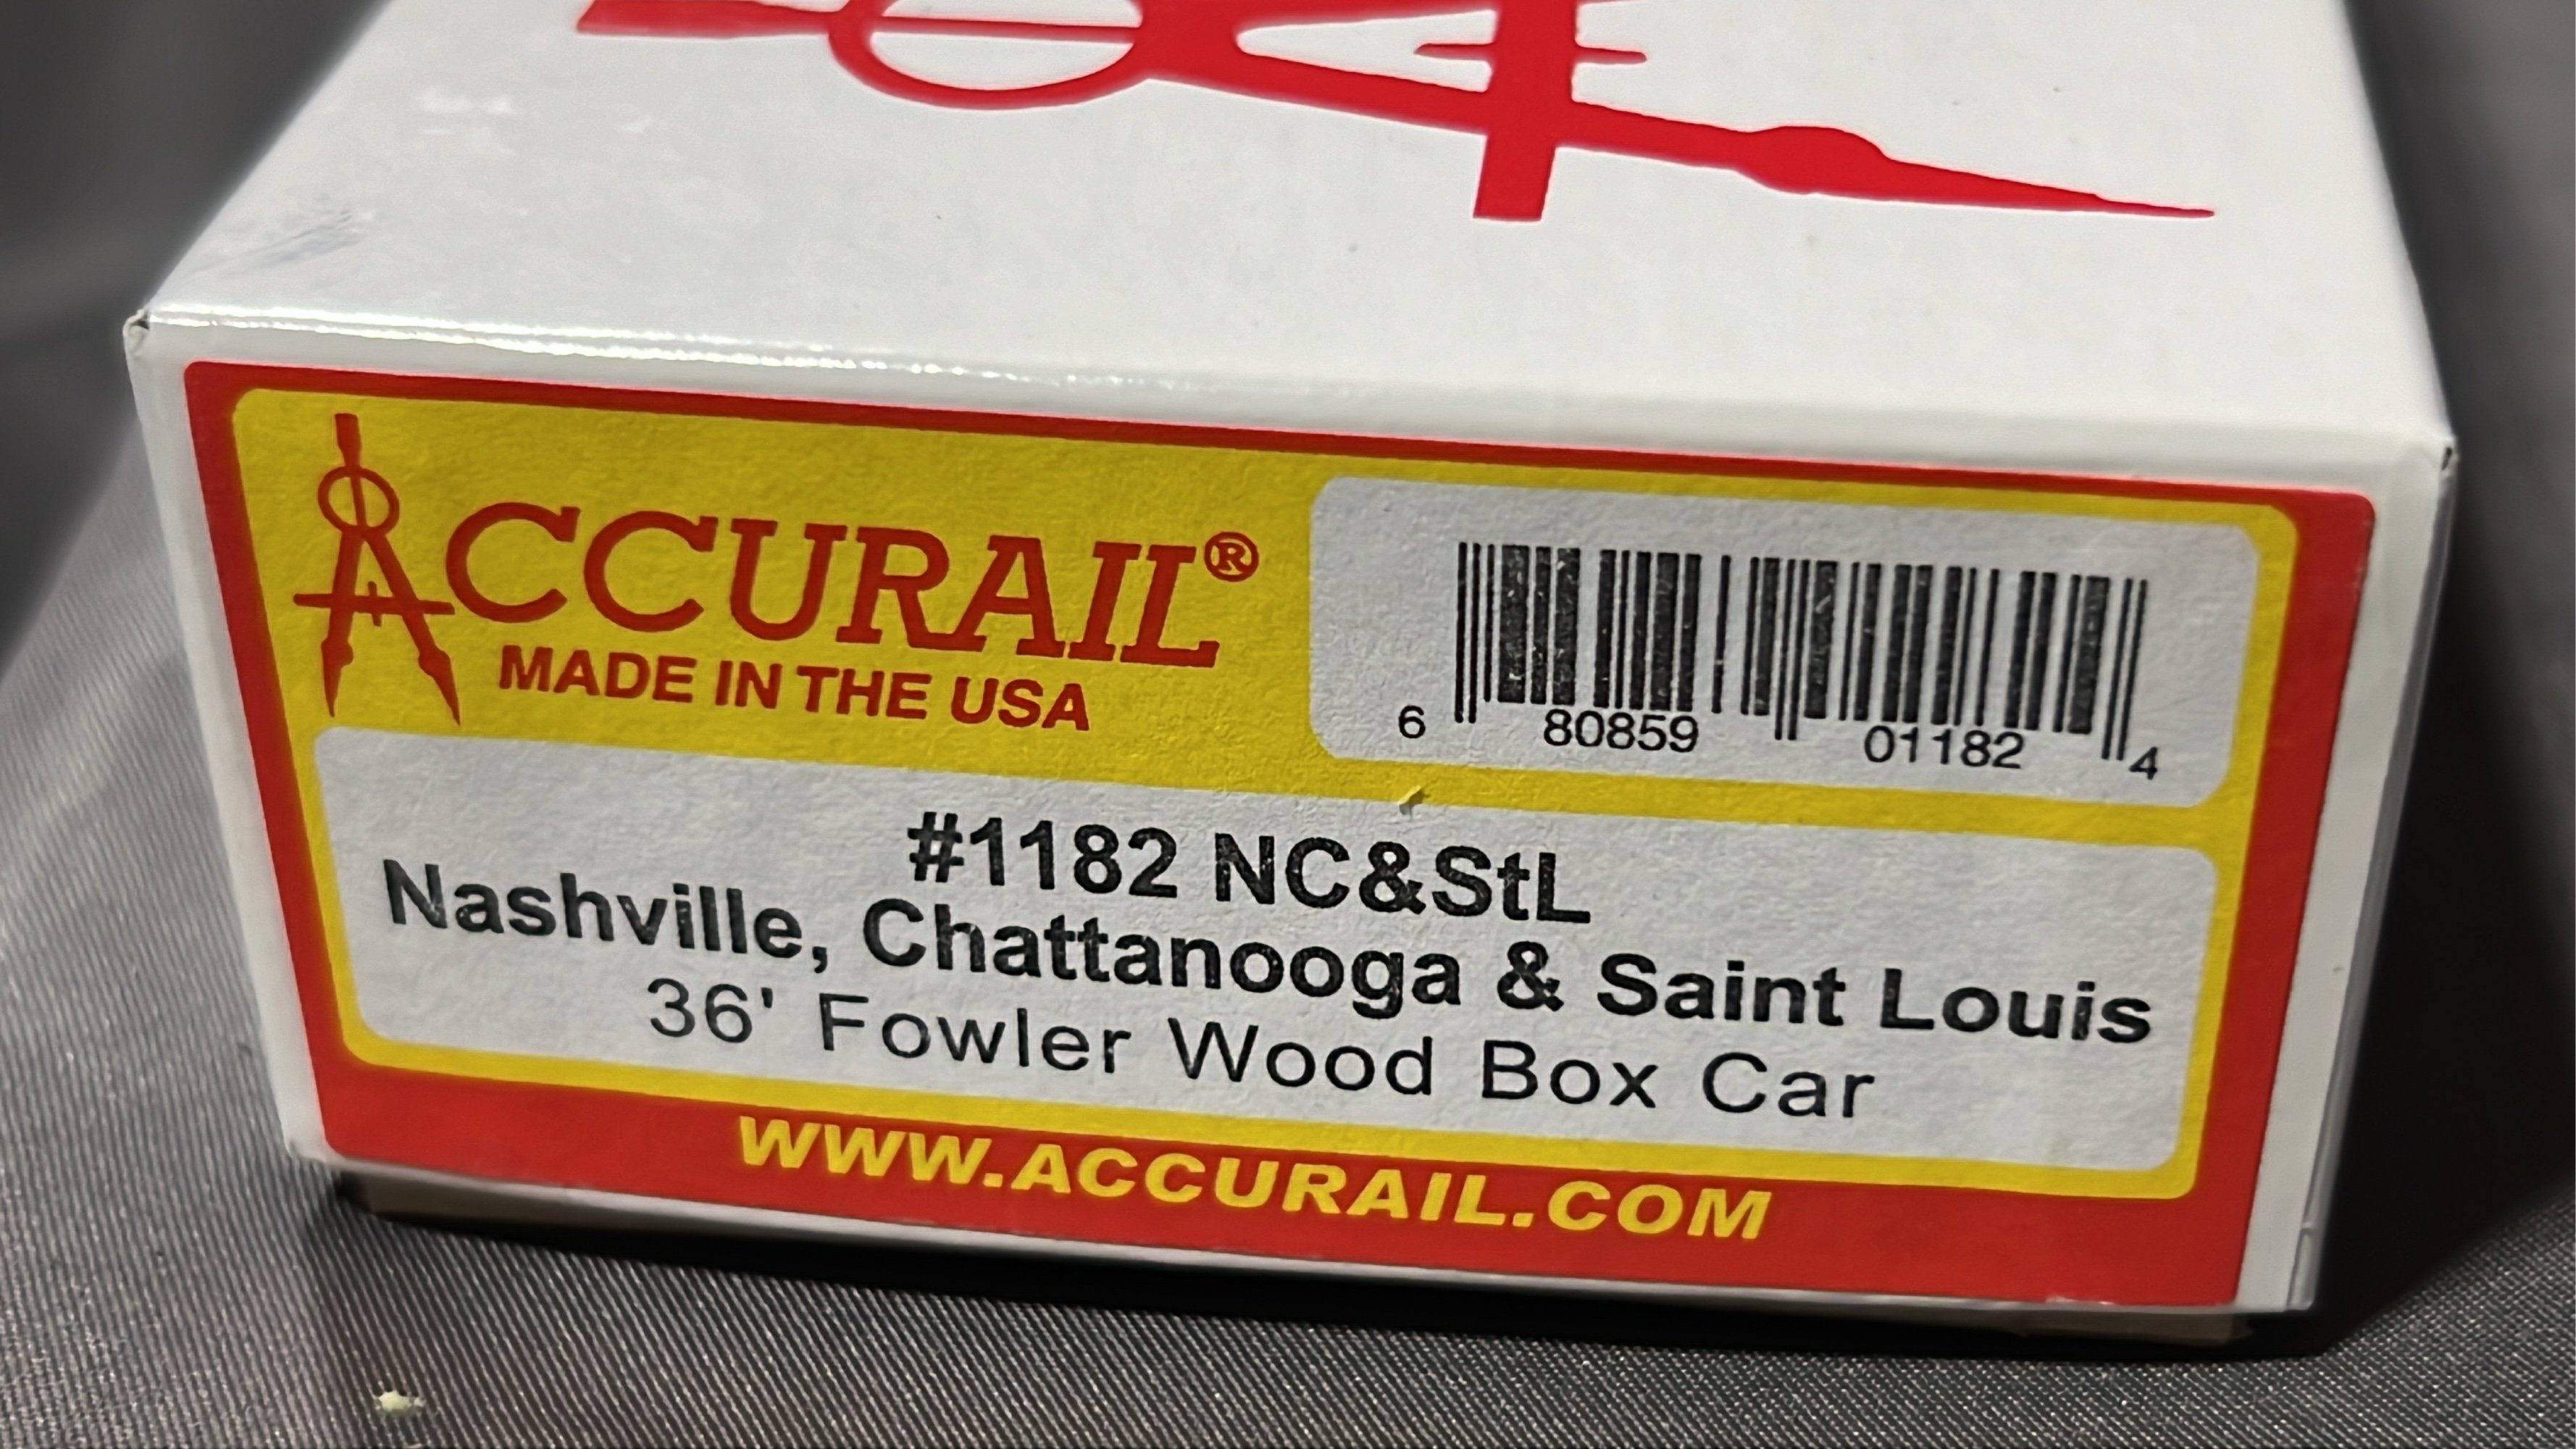 ACCURAIL®
MADE IN THE USA
6 80859 01182 4
#1182 NC&StL
Nashville, Chattanooga & Saint Louis
36' Fowler Wood Box Car
WWW.ACCURAIL.COM